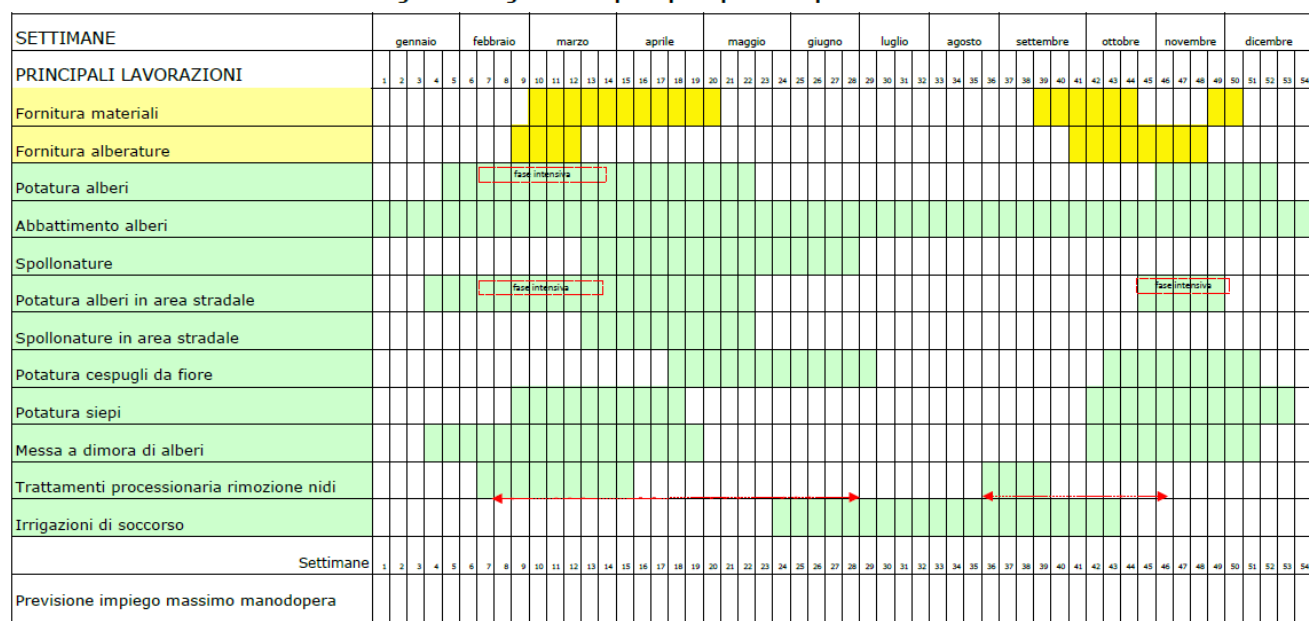 SETTIMANE gennaio febbraio marzo aprile maggio giugno luglio agosto settembre ottobre novembre dicembre
PRINCIPALI LAVORAZIONI 1 2 3 4 5 6 7 8 9 10 11 12 13 14 15 16 17 18 19 20 21 22 23 24 25 26 27 28 29 30 31 32 33 34 35 36 37 38 39 40 41 42 43 44 45 46 47 48 49 50 51 52 53 54
Fornitura materiali
Fornitura alberature
Potatura alberi fase intensiva
Abbattimento alberi
Spollonature
Potatura alberi in area stradale fase intensiva fase intensiva
Spollonature in area stradale
Potatura cespugli da fiore
Potatura siepi
Messa a dimora di alberi
Trattamenti processionaria rimozione nidi
Irrigazioni di soccorso
Settimane 1 2 3 4 5 6 7 8 9 10 11 12 13 14 15 16 17 18 19 20 21 22 23 24 25 26 27 28 29 30 31 32 33 34 35 36 37 38 39 40 41 42 43 44 45 46 47 48 49 50 51 52 53 54
Previsione impiego massimo manodopera